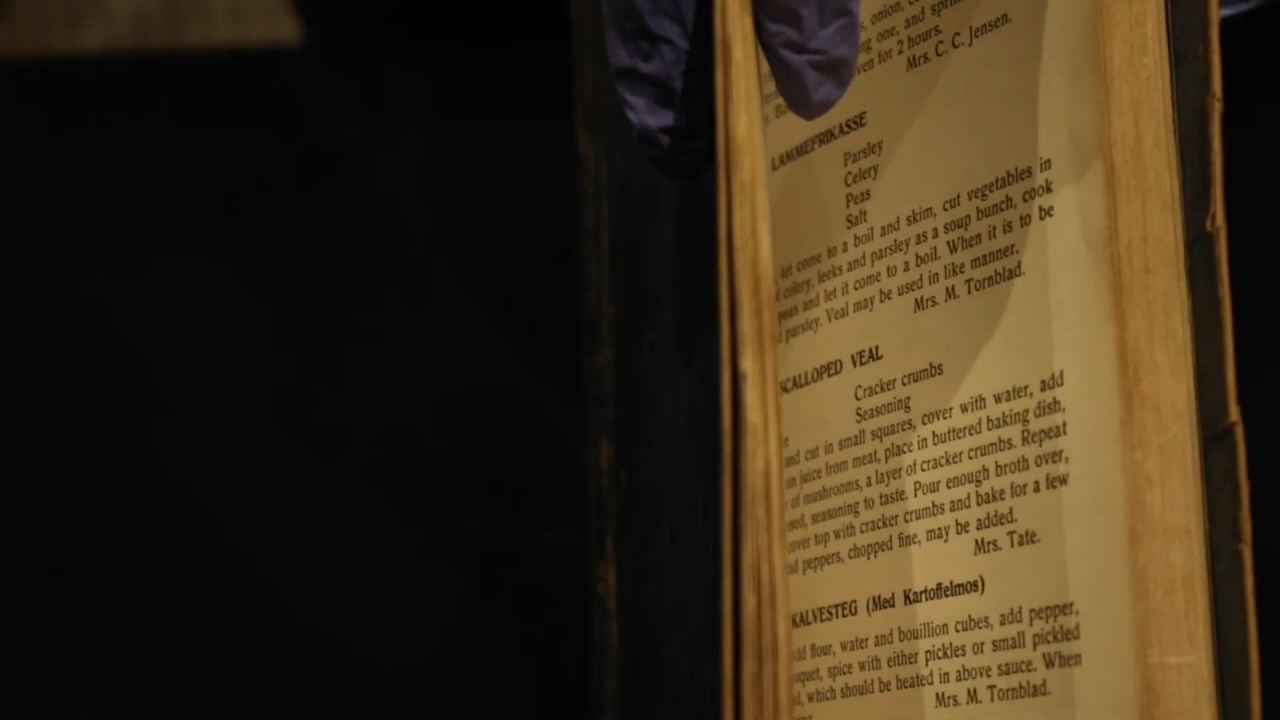 onion,
one, and
ven for 2 hours.
Mrs. C. C. Jensen.
LAMMEFRIKASSE
Parsley
Celery
Peas
Salt
let come to a boil and skim, cut vegetables in
celery, leeks and parsley as a soup bunch, cook
peas and let it come to a boil. When it is to be
parsley. Veal may be used in like manner.
Mrs. M. Tornblad.
SCALLOPED VEAL
Cracker crumbs
Seasoning
e
and cut in small squares, cover with water, add
in juice from meat, place in buttered baking dish,
of mushrooms, a layer of cracker crumbs. Repeat
sed, seasoning to taste. Pour enough broth over,
cover top with cracker crumbs and bake for a few
d peppers, chopped fine, may be added.
Mrs. Tate.
KALVESTEG (Med Kartoffelmos)
flour, water and bouillion cubes, add pepper,
uquet, spice with either pickles or small pickled
which should be heated in above sauce. When
Mrs. M. Tornblad.